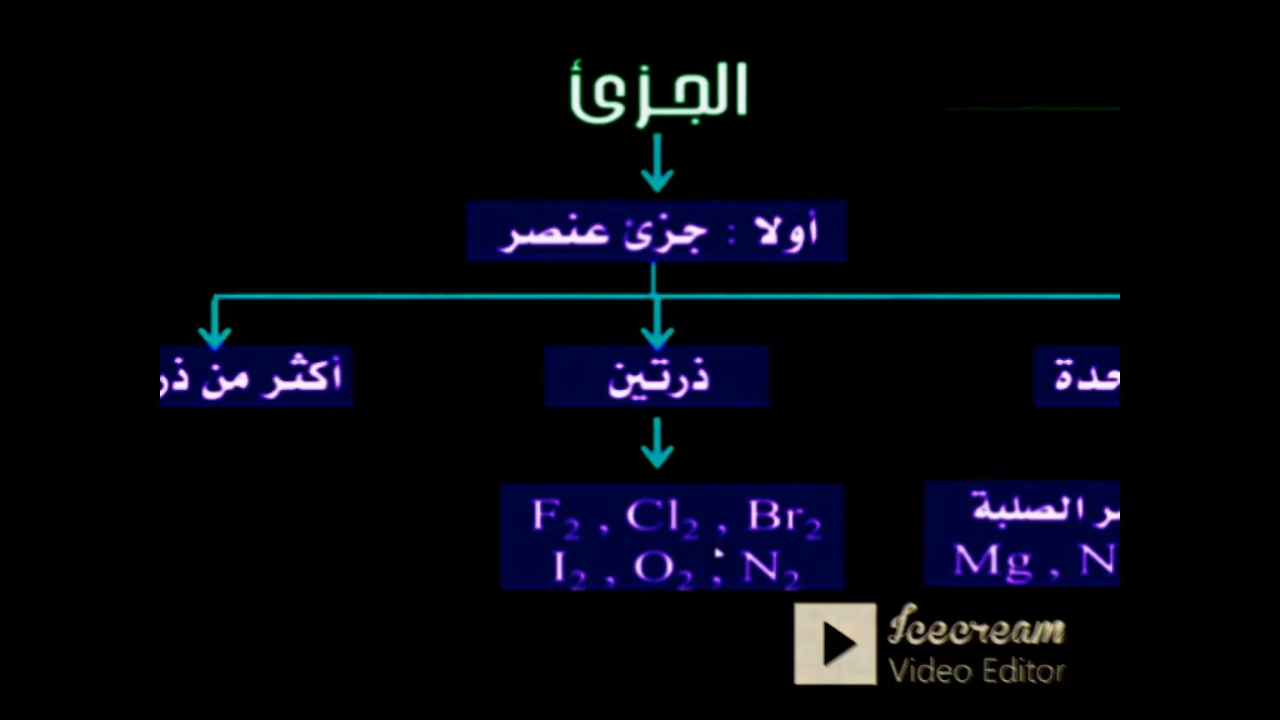 الجزئ
أولا : جزئ عنصر
ذرتين
أكثر من
F₂ , Cl₂ , Br₂
I₂ , O₂ , N₂
الصلبة
Mg ,
Icecream
Video Editor